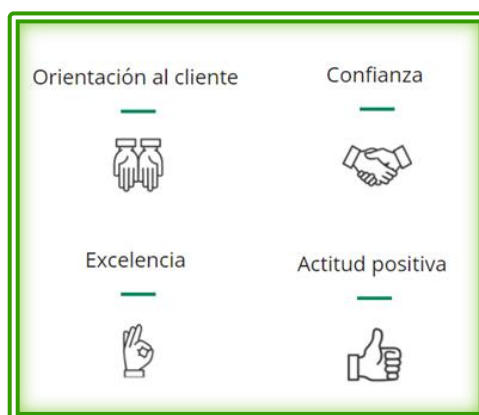 Orientación al cliente
Confianza
Excelencia
Actitud positiva